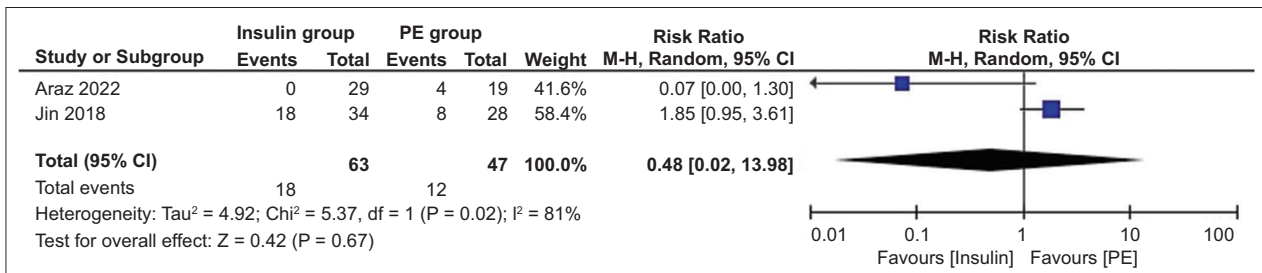 Insulin group PE group Risk Ratio Risk Ratio
Study or Subgroup Events Total Events Total Weight M-H, Random, 95% CI M-H, Random, 95% CI
Araz 2022 0 29 4 19 41.6% 0.07 [0.00, 1.30]
Jin 2018 18 34 8 28 58.4% 1.85 [0.95, 3.61]
Total (95% CI) 63 47 100.0% 0.48 [0.02, 13.98]
Total events 18 12
Heterogeneity: Tau² = 4.92; Chi² = 5.37, df = 1 (P = 0.02); I² = 81%
Test for overall effect: Z = 0.42 (P = 0.67)
0.01 0.1 1 10 100
Favours [Insulin] Favours [PE]